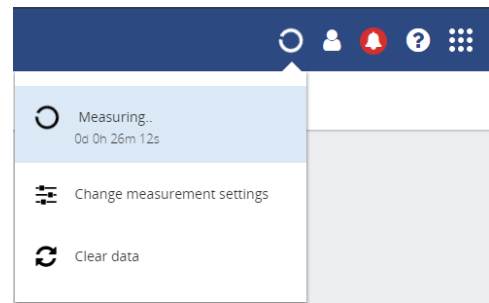 Measuring..
0d 0h 26m 12s
Change measurement settings
Clear data